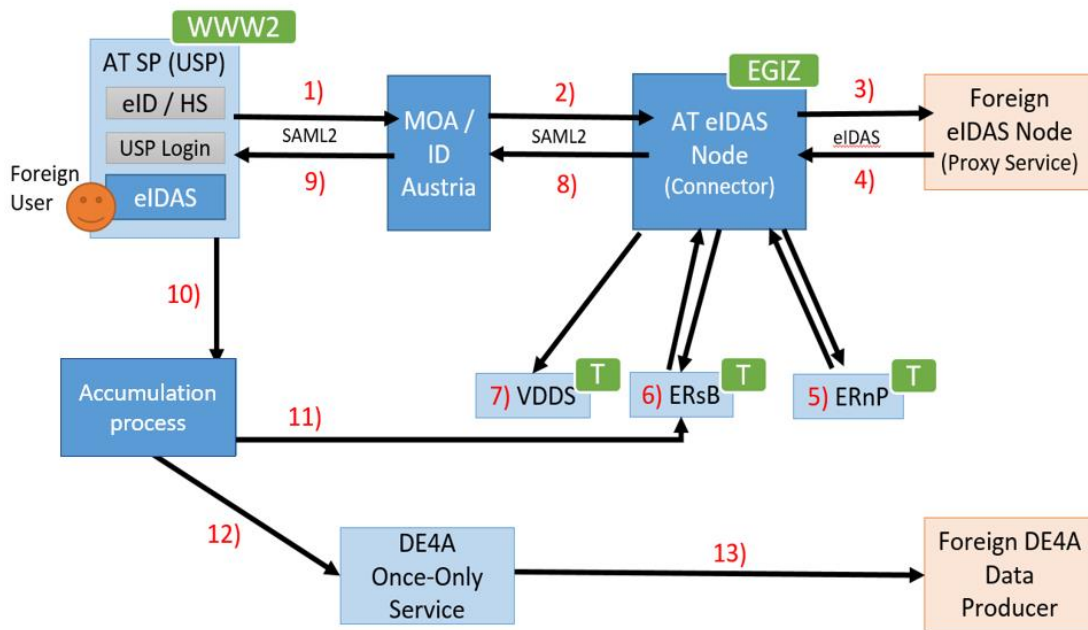 WWW2
AT SP (USP)
eID / HS
USP Login
eIDAS
Foreign
User
1)
SAML2
9)
MOA /
ID
Austria
2)
SAML2
8)
EGIZ
AT eIDAS
Node
(Connector)
3)
eIDAS
4)
Foreign
eIDAS Node
(Proxy Service)
10)
T
7) VDDS
T
6) ERsB
T
5) ERnP
Accumulation
process
11)
12)
DE4A
Once-Only
Service
13)
Foreign DE4A
Data
Producer